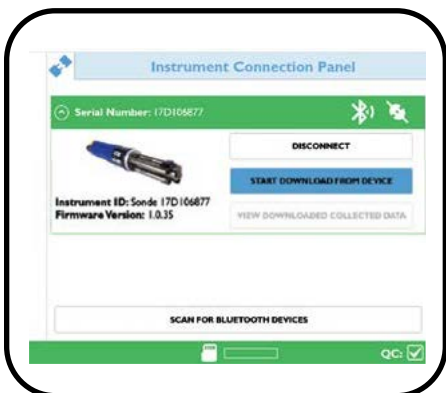 Instrument Connection Panel
Serial Number: 17D106877
DISCONNECT
START DOWNLOAD FROM DEVICE
Instrument ID: Sonde 17D106877
Firmware Version: 1.0.35
VIEW DOWNLOADED COLLECTED DATA
SCAN FOR BLUETOOTH DEVICES
QC: